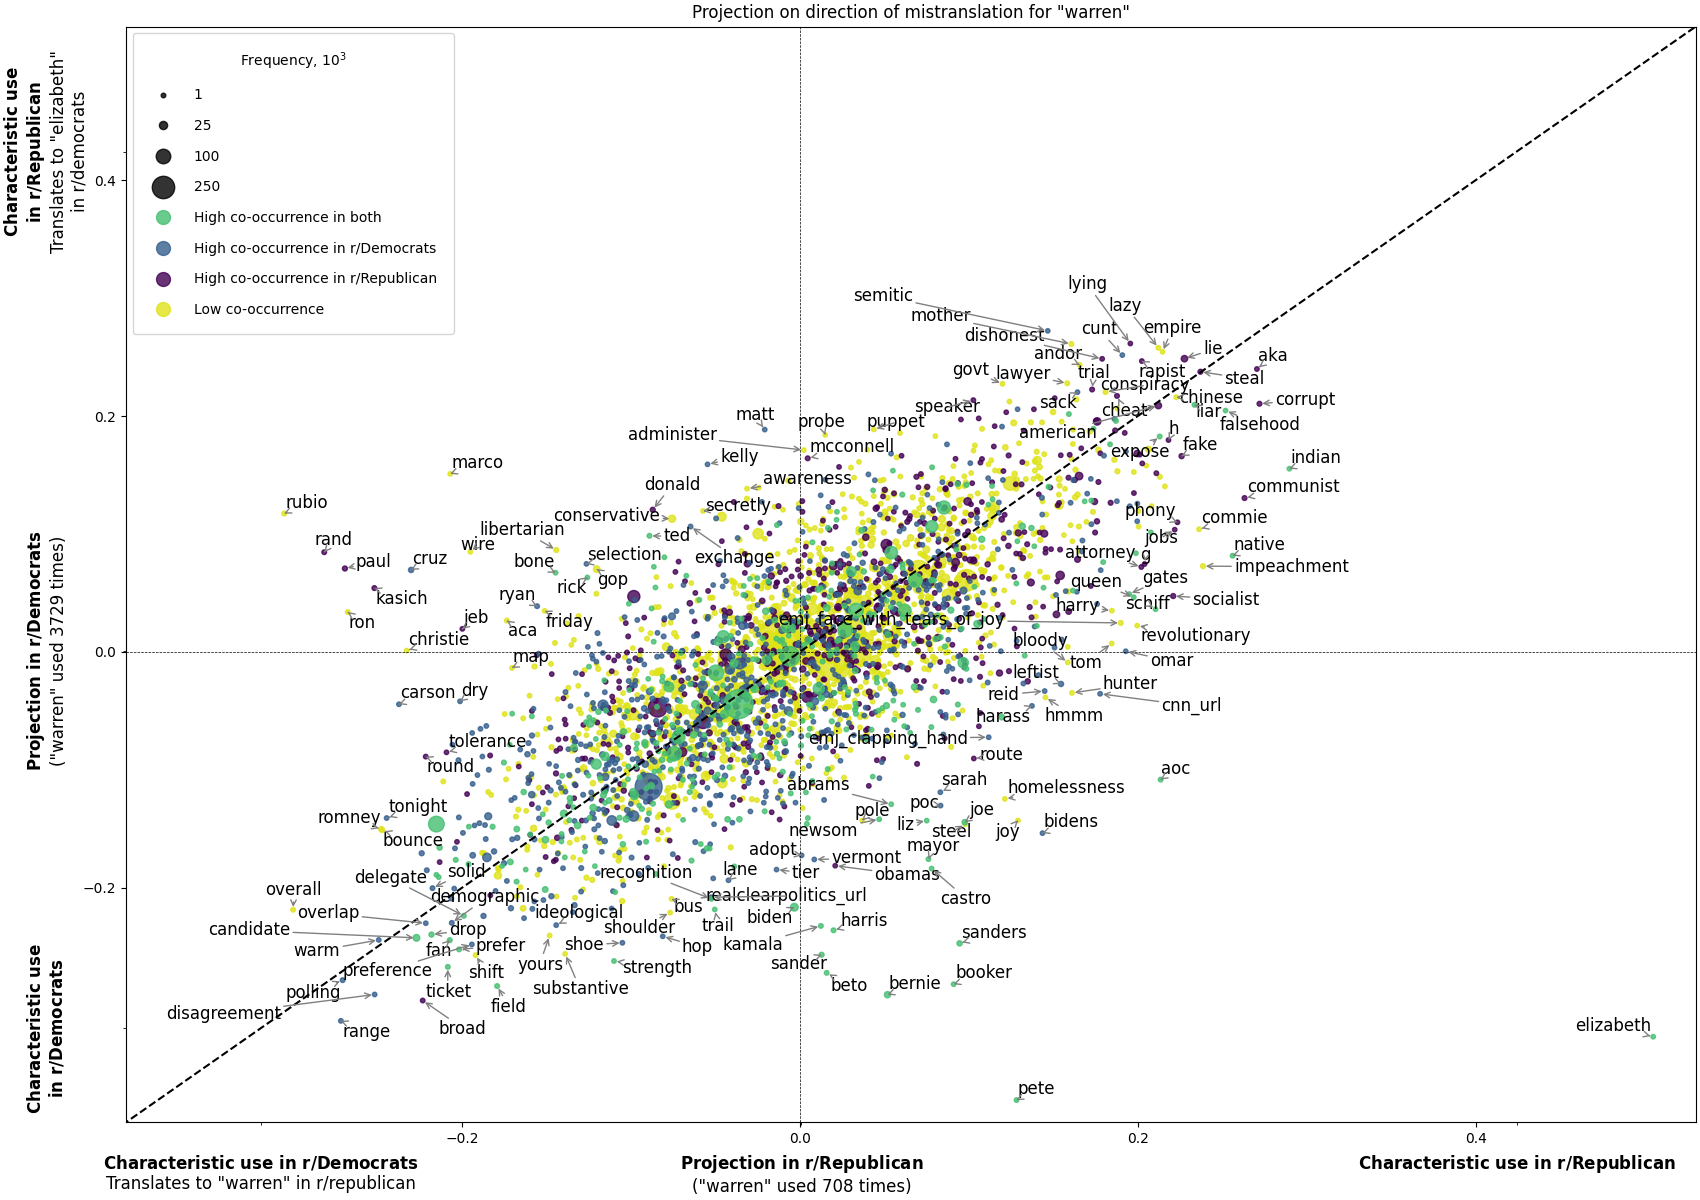 Projection on direction of mistranslation for "warren"
Frequency, 10³
1
25
100
250
High co-occurrence in both
High co-occurrence in r/Democrats
High co-occurrence in r/Republican
Low co-occurrence
Characteristic use
in r/Republican
Translates to "elizabeth"
in r/democrats
Projection in r/Democrats
("warren" used 3729 times)
Characteristic use
in r/Democrats
0.4
0.2
0.0
−0.2
lying
semitic
lazy
mother
cunt
empire
dishonest
andor
lie
aka
govt
lawyer
trial
rapist
steal
conspiracy
chinese
corrupt
speaker
sack
cheat
liar
falsehood
matt
probe
puppet
american
h
administer
mcconnell
expose
fake
kelly
indian
marco
awareness
communist
donald
rubio
conservative
secretly
phony
commie
libertarian
jobs
rand
wire
ted
native
paul
cruz
bone
selection
exchange
attorney
g
impeachment
rick
gop
queen
gates
kasich
ryan
harry
schiff
socialist
ron
jeb
friday
emj_face_with_tears_of_joy
aca
revolutionary
christie
bloody
map
tom
omar
leftist
carson
dry
reid
hunter
harass
hmmm
cnn_url
tolerance
emj_clapping_hand
route
round
aoc
abrams
sarah
homelessness
tonight
pole
poc
joe
romney
newsom
liz
steel
joy
bidens
bounce
adopt
vermont
mayor
delegate
solid
recognition
lane
tier
obamas
overall
demographic
realclearpolitics_url
castro
overlap
ideological
bus
biden
harris
candidate
drop
shoulder
trail
sanders
warm
fan
prefer
shoe
hop
kamala
preference
shift
yours
strength
sander
booker
polling
ticket
substantive
beto
bernie
disagreement
field
range
broad
elizabeth
pete
−0.2
0.0
0.2
0.4
Characteristic use in r/Democrats
Translates to "warren" in r/republican
Projection in r/Republican
("warren" used 708 times)
Characteristic use in r/Republican